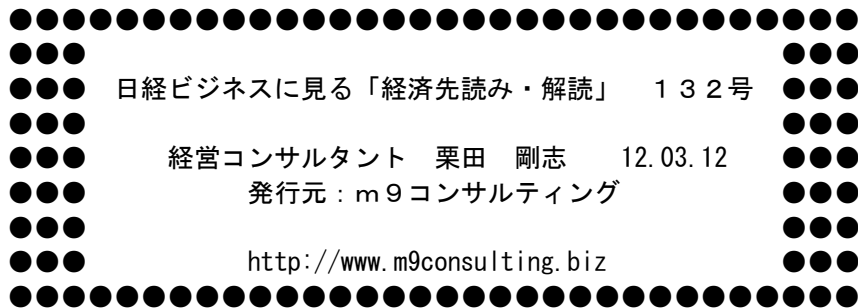 日経ビジネスに見る「経済先読み・解読」　１３２号
経営コンサルタント　栗田　剛志　　12.03.12
発行元：ｍ９コンサルティング
http://www.m9consulting.biz